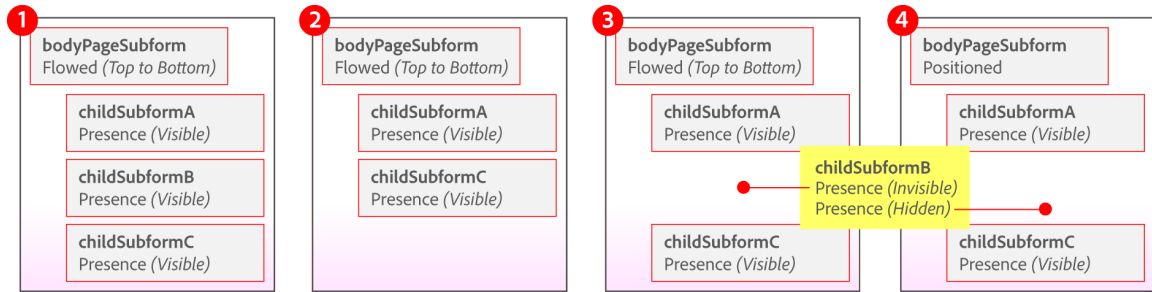 1
bodyPageSubform
Flowed (Top to Bottom)
childSubformA
Presence (Visible)
childSubformB
Presence (Visible)
childSubformC
Presence (Visible)
2
bodyPageSubform
Flowed (Top to Bottom)
childSubformA
Presence (Visible)
childSubformC
Presence (Visible)
3
bodyPageSubform
Flowed (Top to Bottom)
childSubformA
Presence (Visible)
childSubformB
Presence (Invisible)
Presence (Hidden)
childSubformC
Presence (Visible)
4
bodyPageSubform
Positioned
childSubformA
Presence (Visible)
childSubformC
Presence (Visible)